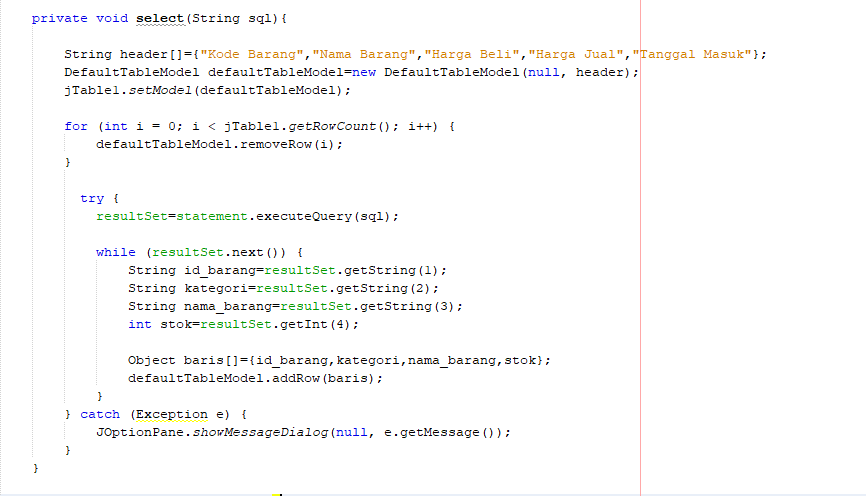 private void select(String sql){
String header[]={"Kode Barang","Nama Barang","Harga Beli","Harga Jual","Tanggal Masuk"};
DefaultTableModel defaultTableModel=new DefaultTableModel(null, header);
jTable1.setModel(defaultTableModel);
for (int i = 0; i < jTable1.getRowCount(); i++) {
defaultTableModel.removeRow(i);
}
try {
resultSet=statement.executeQuery(sql);
while (resultSet.next()) {
String id_barang=resultSet.getString(1);
String kategori=resultSet.getString(2);
String nama_barang=resultSet.getString(3);
int stok=resultSet.getInt(4);
Object baris[]={id_barang,kategori,nama_barang,stok};
defaultTableModel.addRow(baris);
}
} catch (Exception e) {
JOptionPane.showMessageDialog(null, e.getMessage());
}
}